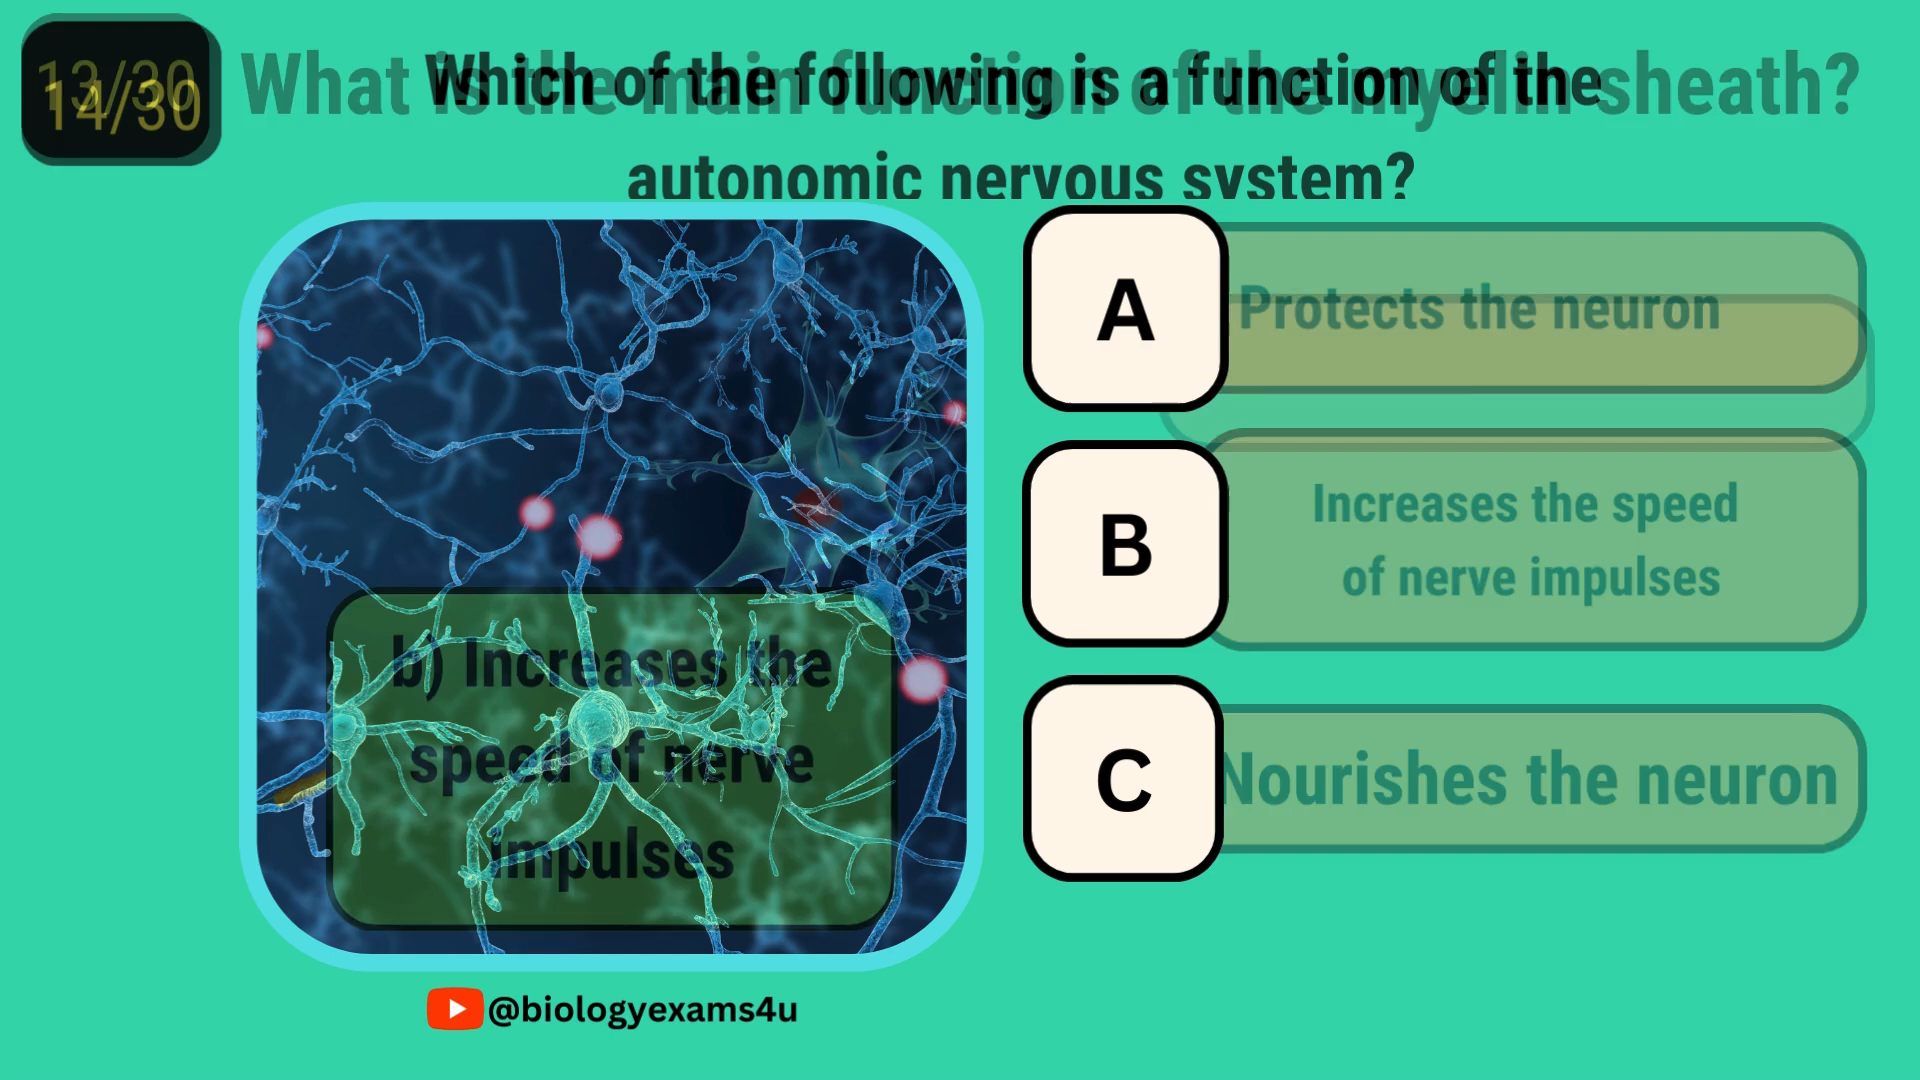 13/30
14/30
What is the main function of the myelin sheath?
Which of the following is a function of the
autonomic nervous system?
A
Protects the neuron
B
Increases the speed
of nerve impulses
C
Nourishes the neuron
b) Increases the
speed of nerve
impulses
@biologyexams4u